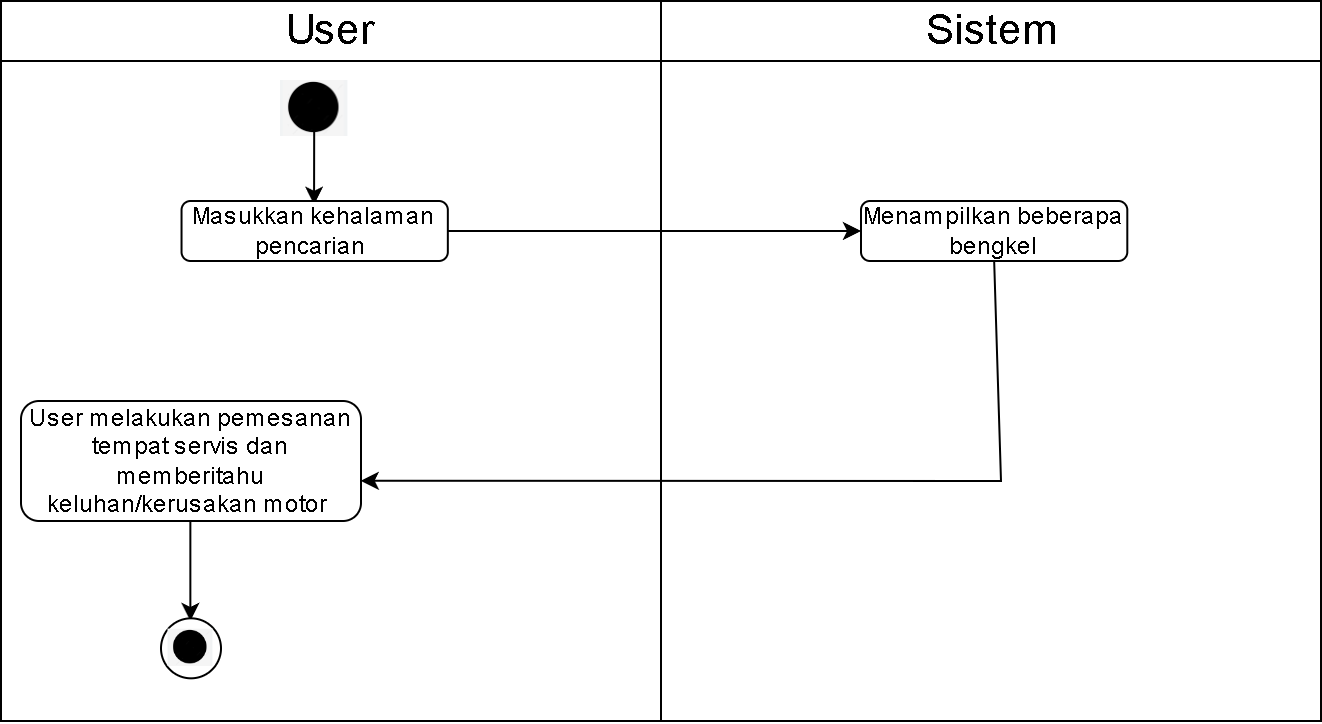 User
Sistem
Masukkan kehalaman
pencarian
Menampilkan beberapa
bengkel
User melakukan pemesanan
tempat servis dan
memberitahu
keluhan/kerusakan motor